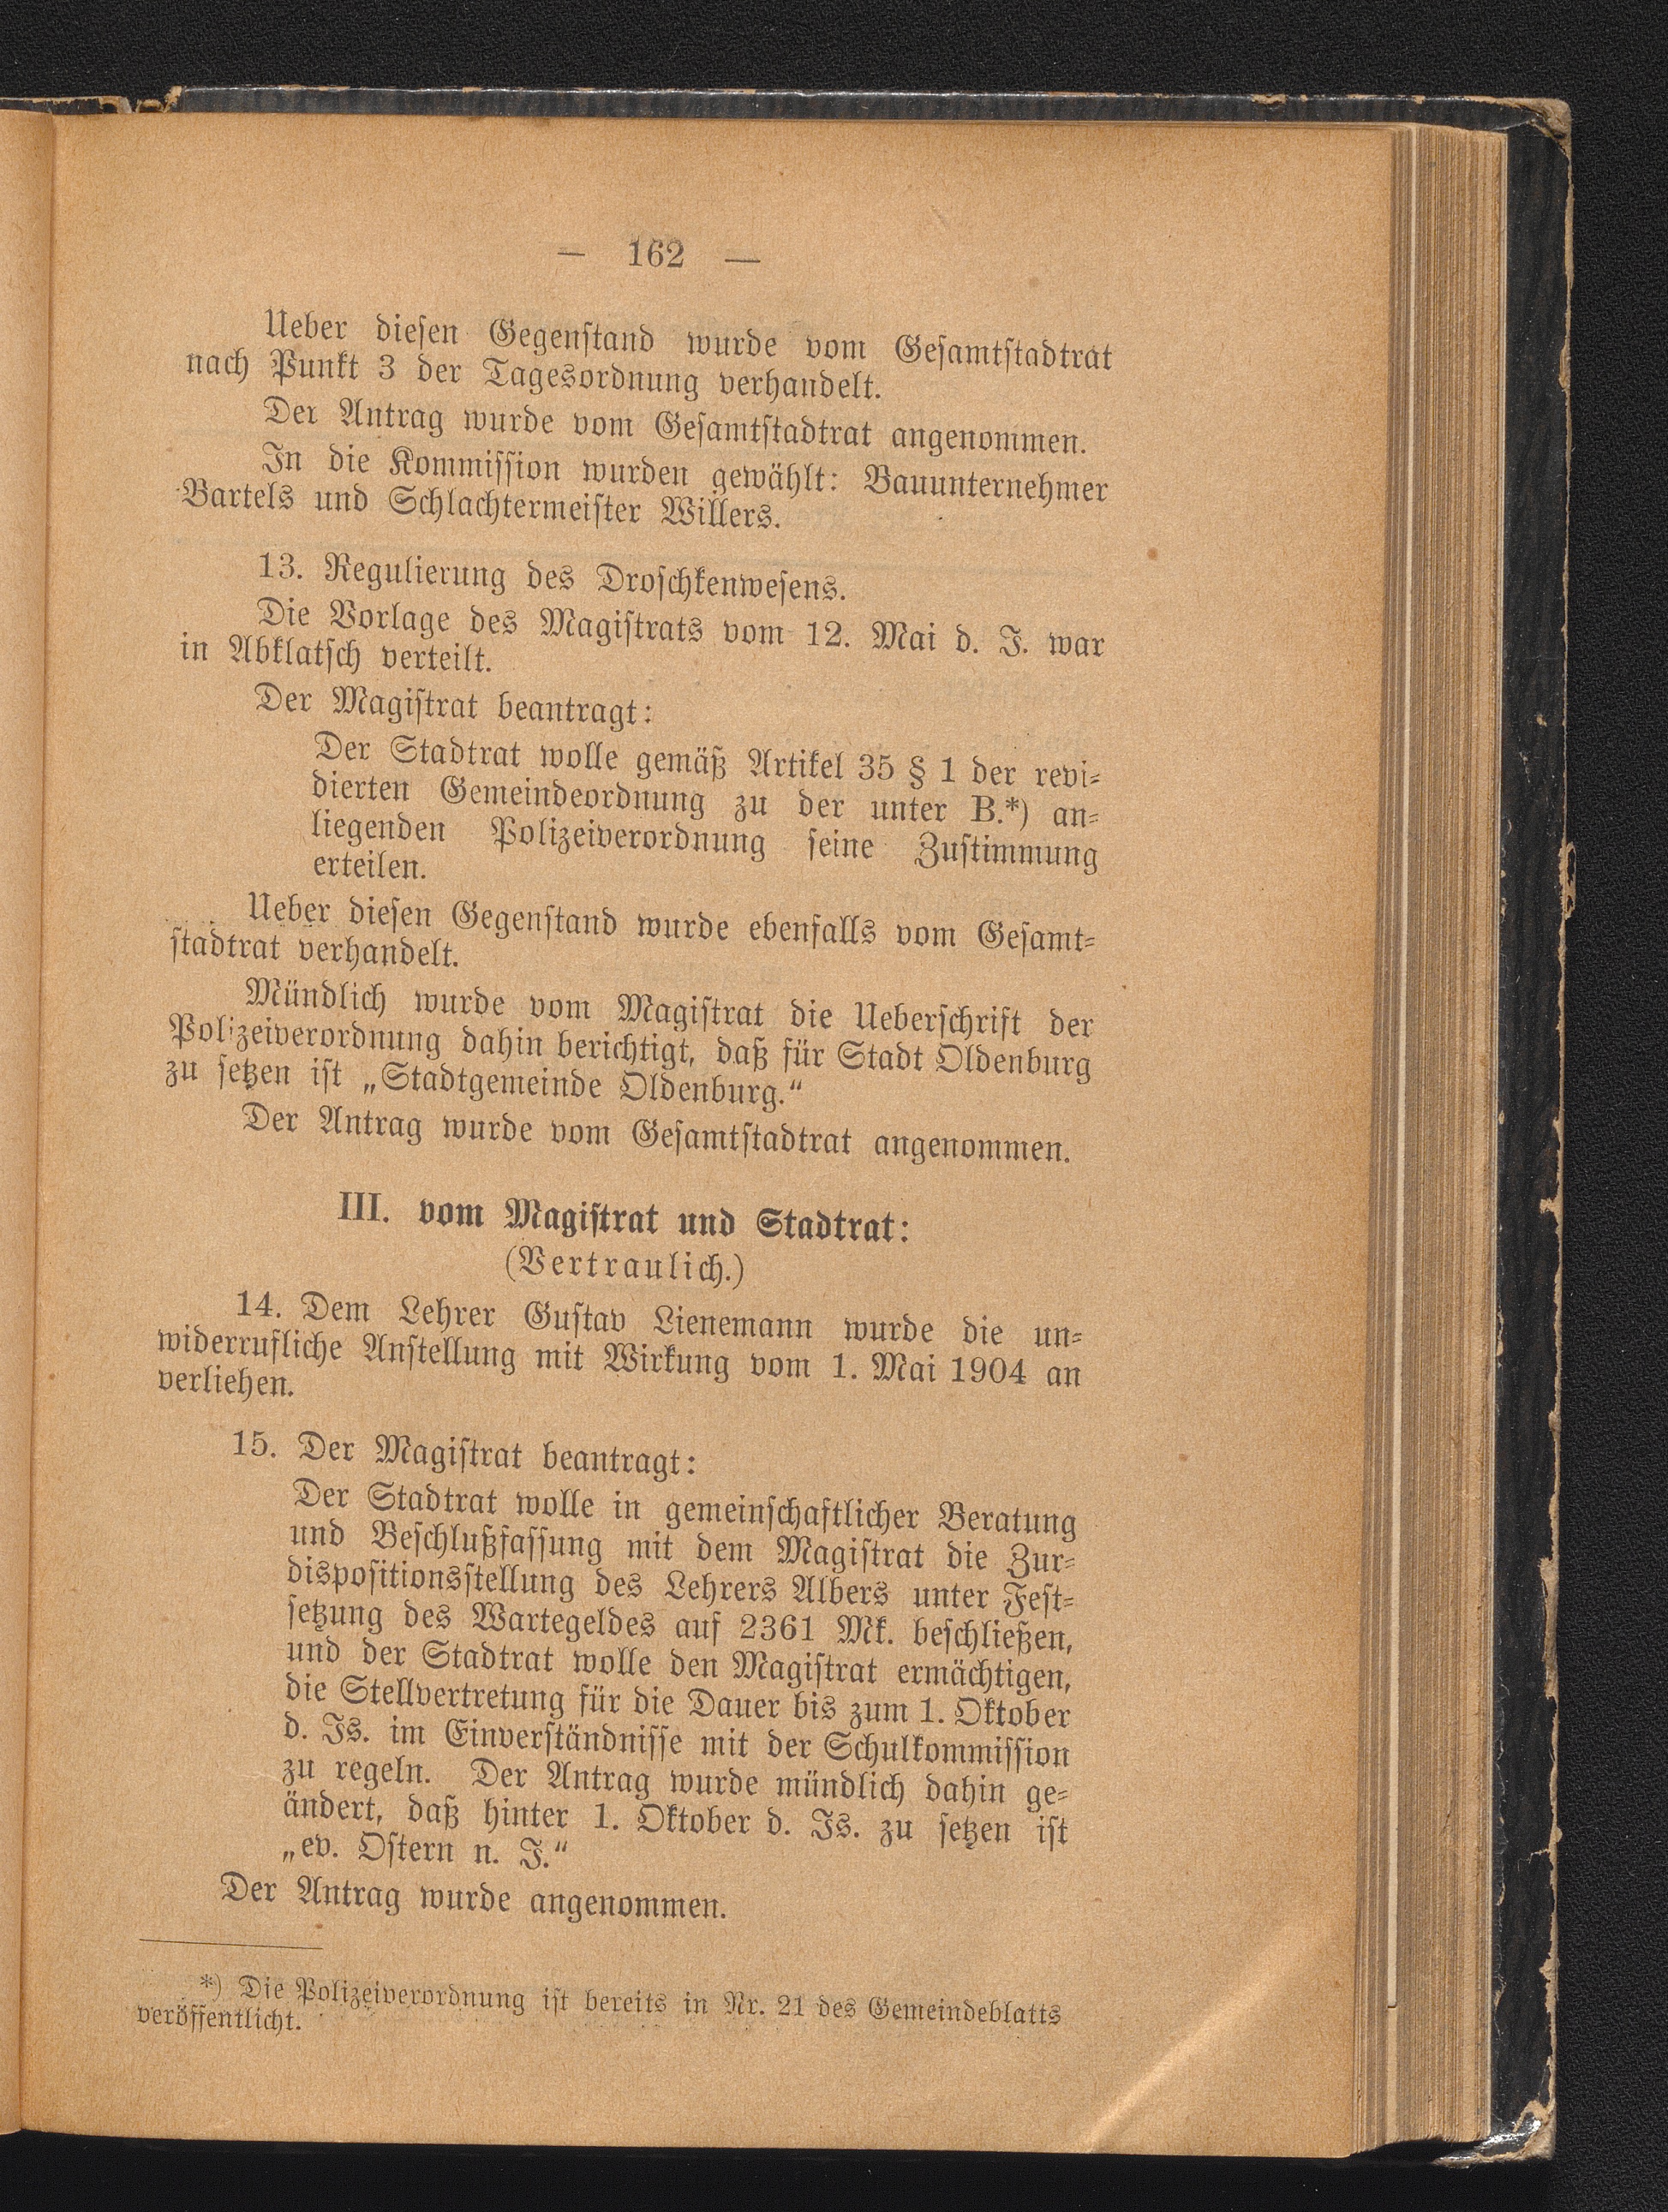 — 162 —
Ueber diesen Gegenstand wurde vom Gesamtstadtrat
nach Punkt 3 der Tagesordnung verhandelt.
Der Antrag wurde vom Gesamtstadtrat angenommen.
In die Kommission wurden gewählt: Bauunternehmer
Bartels und Schlachtermeister Willers.
13. Regulierung des Droschkenwesens.
Die Vorlage des Magistrats vom 12. Mai d. J. war
in Abklatsch verteilt.
Der Magistrat beantragt:
Der Stadtrat wolle gemäß Artikel 35 § 1 der revi-
dierten Gemeindeordnung zu der unter B.*) an-
liegenden Polizeiverordnung seine Zustimmung
erteilen.
Ueber diesen Gegenstand wurde ebenfalls vom Gesamt-
stadtrat verhandelt.
Mündlich wurde vom Magistrat die Ueberschrift der
Polizeiverordnung dahin berichtigt, daß für Stadt Oldenburg
zu setzen ist „Stadtgemeinde Oldenburg.“
Der Antrag wurde vom Gesamtstadtrat angenommen.
III. vom Magistrat und Stadtrat:
(Vertraulich.)
14. Dem Lehrer Gustav Lienemann wurde die un-
widerrufliche Anstellung mit Wirkung vom 1. Mai 1904 an
verliehen.
15. Der Magistrat beantragt:
Der Stadtrat wolle in gemeinschaftlicher Beratung
und Beschlußfassung mit dem Magistrat die Zur-
dispositionsstellung des Lehrers Albers unter Fest-
setzung des Wartegeldes auf 2361 Mk. beschließen,
und der Stadtrat wolle den Magistrat ermächtigen,
die Stellvertretung für die Dauer bis zum 1. Oktober
d. Js. im Einverständnisse mit der Schulkommission
zu regeln. Der Antrag wurde mündlich dahin ge-
ändert, daß hinter 1. Oktober d. Js. zu setzen ist
„ev. Ostern n. J.“
Der Antrag wurde angenommen.
*) Die Polizeiverordnung ist bereits in Nr. 21 des Gemeindeblatts
veröffentlicht.